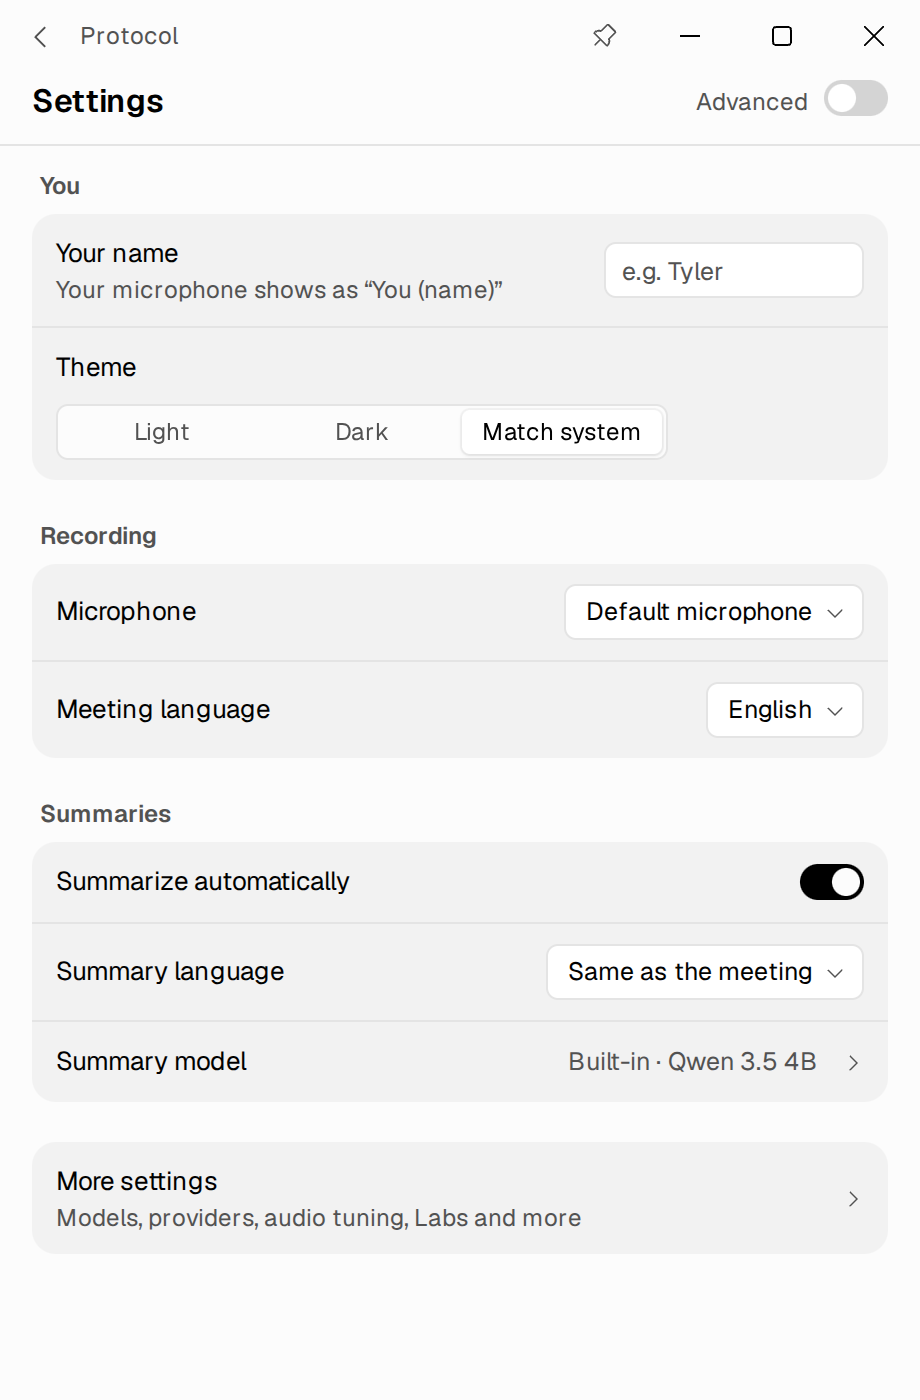 Protocol
Settings
Advanced
You
Your name
Your microphone shows as “You (name)”
e.g. Tyler
Theme
Light
Dark
Match system
Recording
Microphone
Default microphone
Meeting language
English
Summaries
Summarize automatically
Summary language
Same as the meeting
Summary model
Built-in · Qwen 3.5 4B
More settings
Models, providers, audio tuning, Labs and more